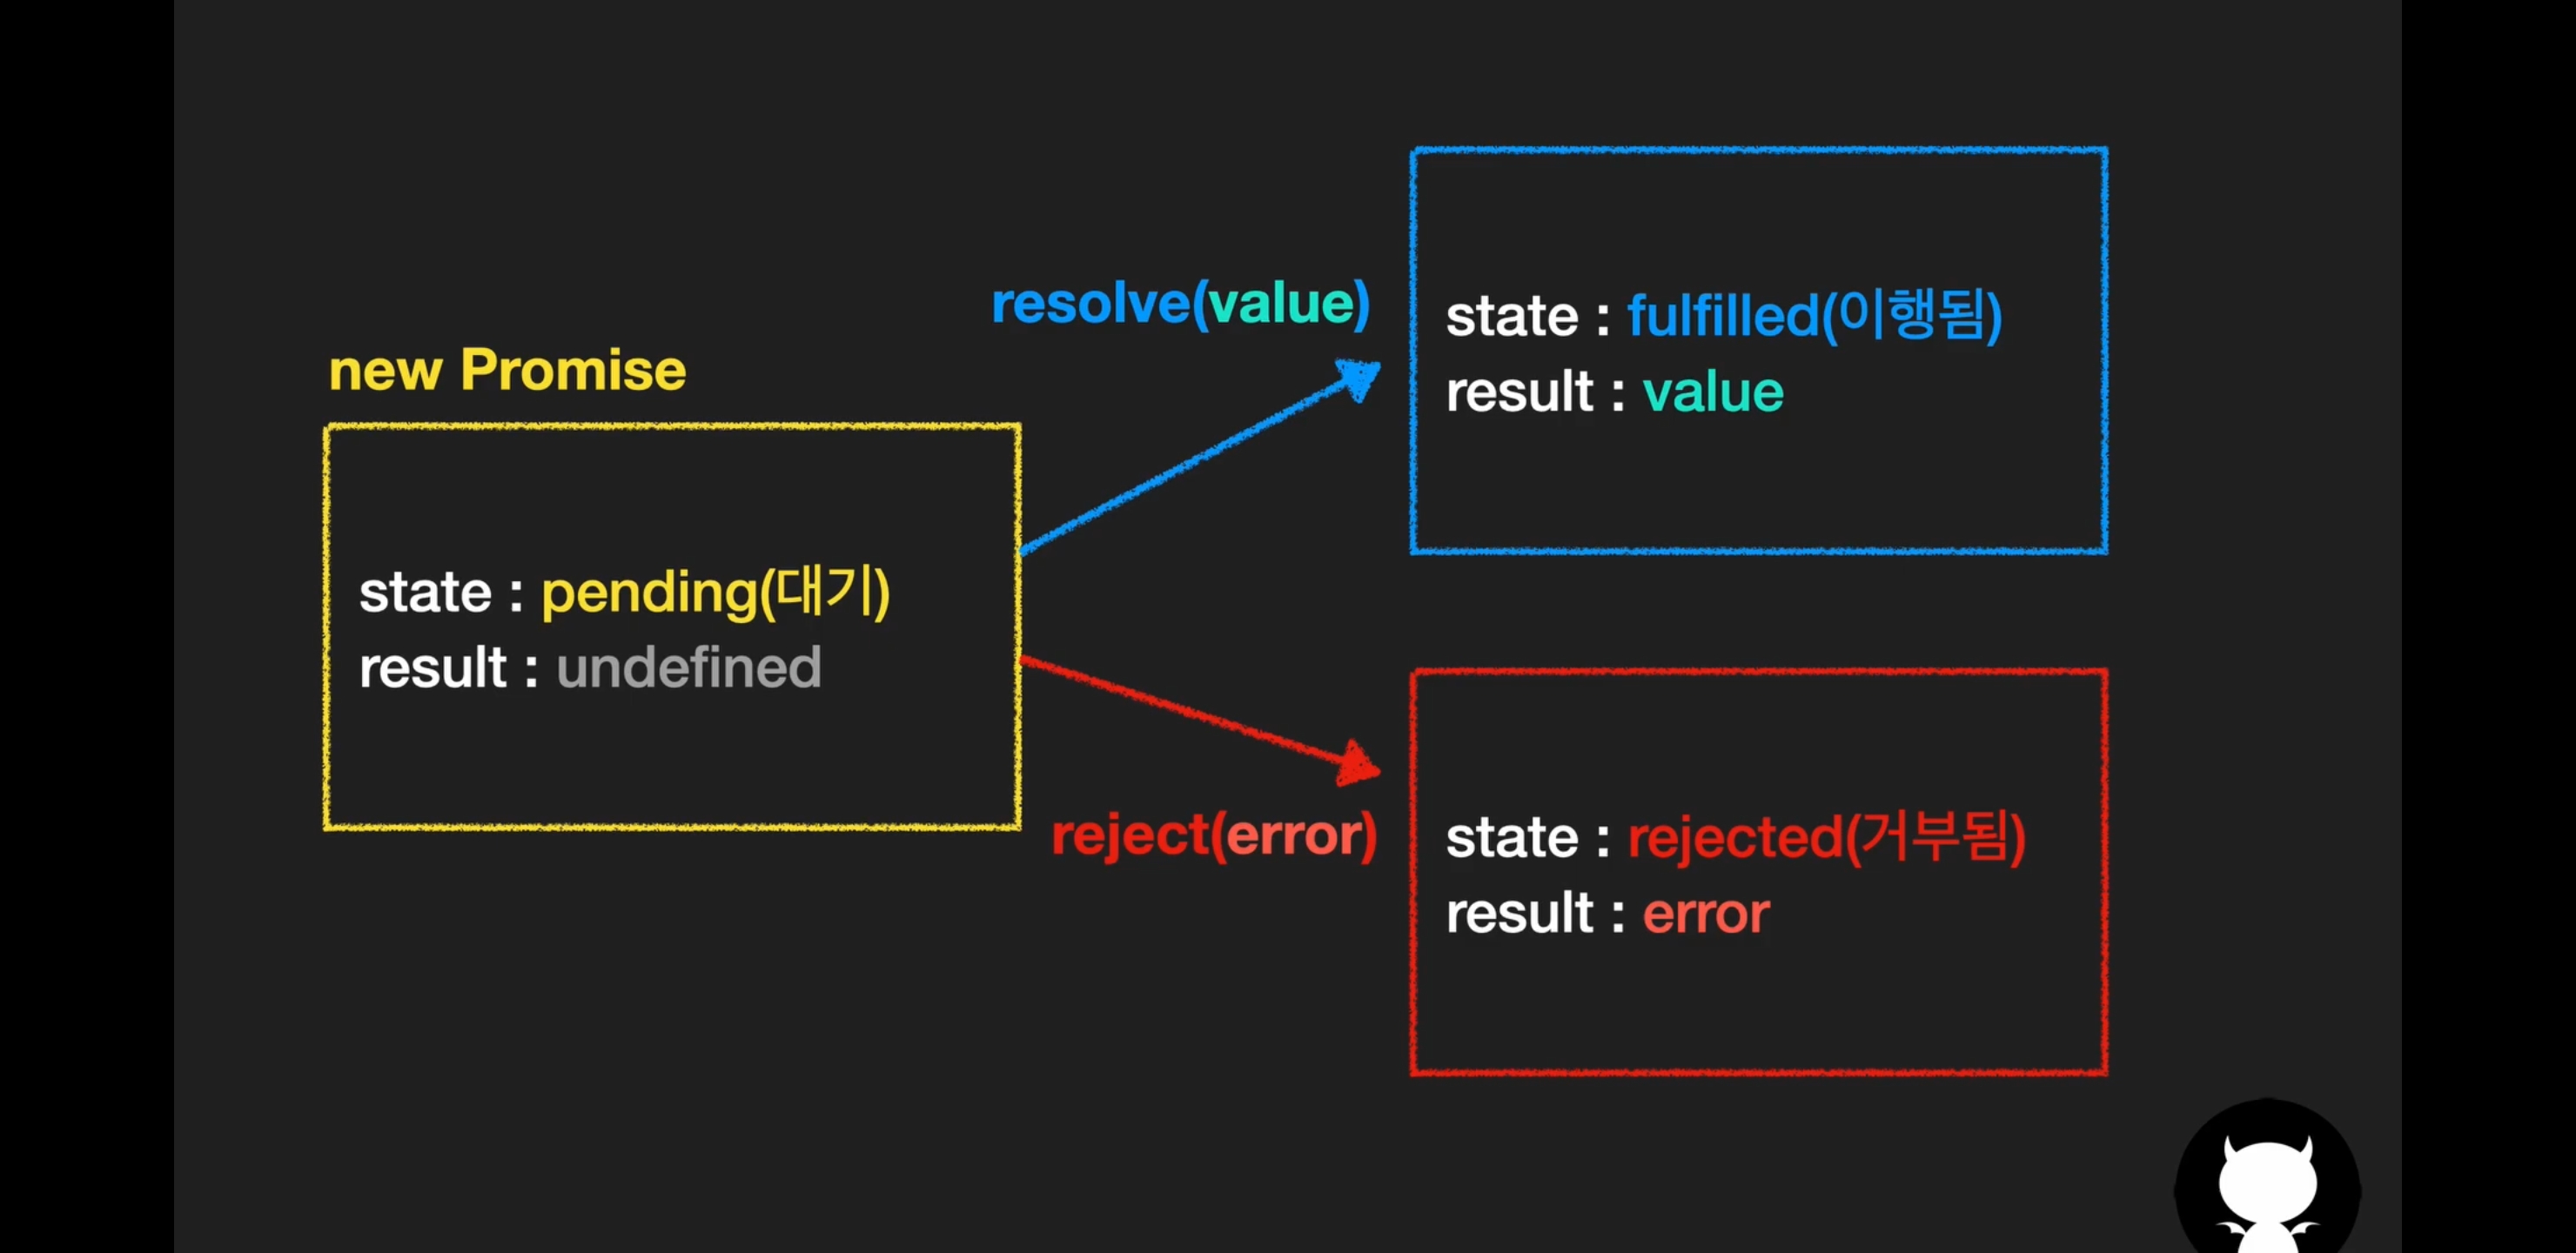 new Promise
state : pending(대기)
result : undefined
resolve(value)
state : fulfilled(이행됨)
result : value
reject(error)
state : rejected(거부됨)
result : error